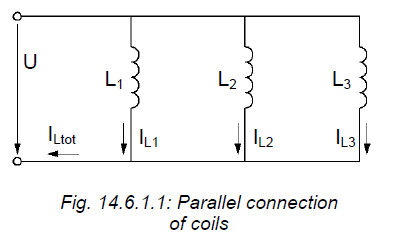 U
L1
L2
L3
ILtot
IL1
IL2
IL3
Fig. 14.6.1.1: Parallel connection
of coils